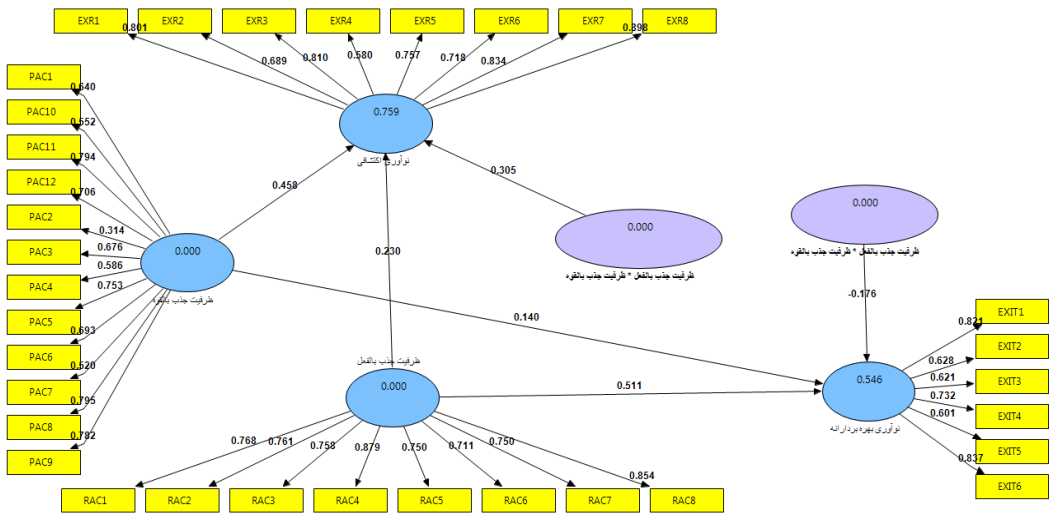 EXR1 EXR2 EXR3 EXR4 EXR5 EXR6 EXR7 EXR8
0.801 0.689 0.810 0.580 0.757 0.718 0.834 0.898
PAC1
0.640
PAC10
0.552
PAC11
0.794
PAC12
0.706
PAC2
0.314
PAC3
0.676
PAC4
0.586
0.753
PAC5
0.693
PAC6
0.520
PAC7
0.795
PAC8
0.782
PAC9
0.759
نوآوری اکتشافی
0.458
0.305
0.230
0.000
ظرفیت جذب بالقوه
0.000
ظرفیت جذب بالفعل * ظرفیت جذب بالقوه
0.000
ظرفیت جذب بالفعل * ظرفیت جذب بالقوه
-0.176
0.140
ظرفیت جذب بالفعل
0.000
0.511
0.546
نوآوری بهره بردارانه
0.821 EXIT1
0.628 EXIT2
0.621 EXIT3
0.732 EXIT4
0.601 EXIT5
0.837 EXIT6
0.768 0.761 0.758 0.879 0.750 0.711 0.750 0.854
RAC1 RAC2 RAC3 RAC4 RAC5 RAC6 RAC7 RAC8